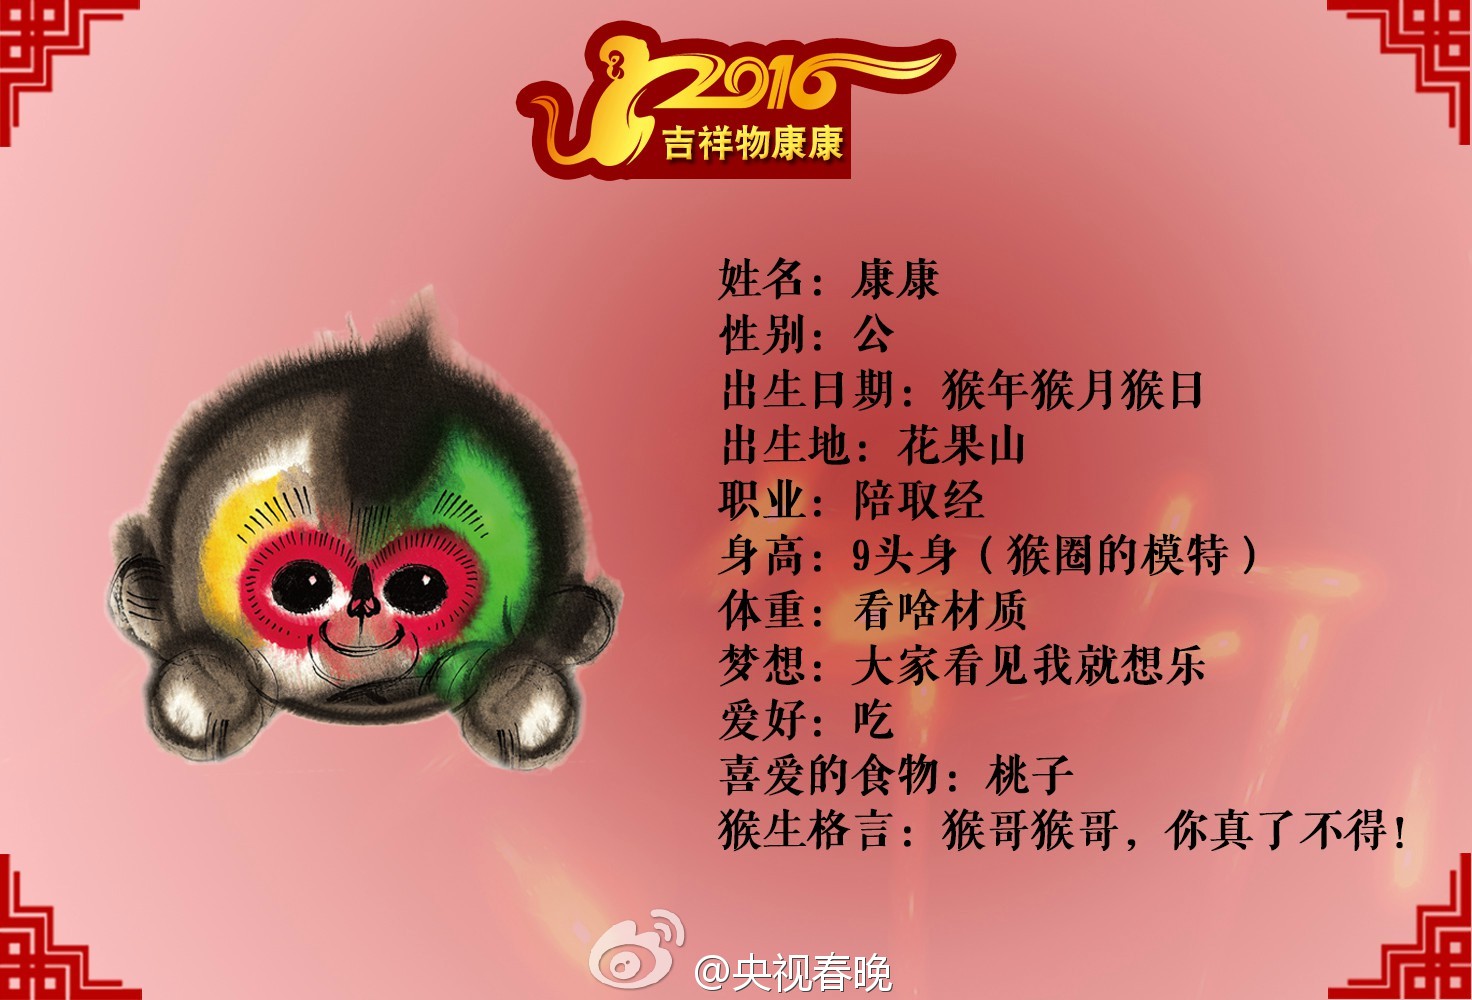 2016
吉祥物康康
姓名：康康
性别：公
出生日期：猴年猴月猴日
出生地：花果山
职业：陪取经
身高：9头身（猴圈的模特）
体重：看啥材质
梦想：大家看见我就想乐
爱好：吃
喜爱的食物：桃子
猴生格言：猴哥猴哥，你真了不得！
@央视春晚